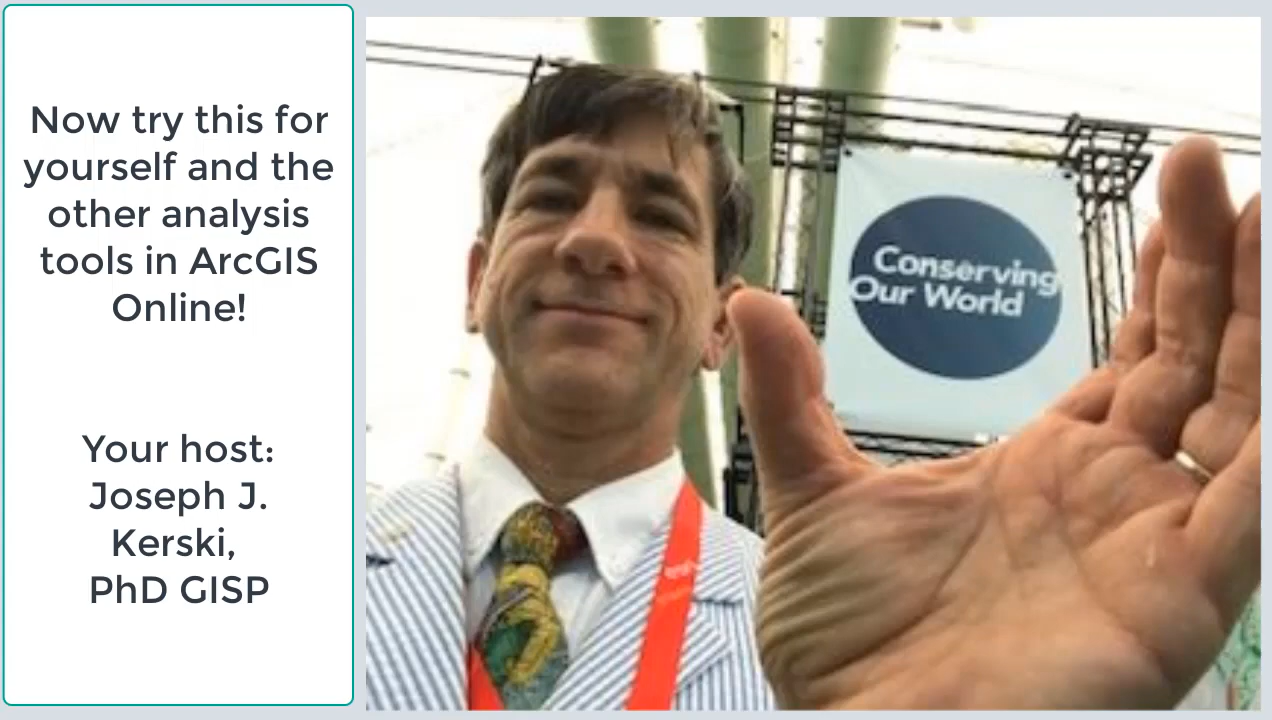 Now try this for
yourself and the
other analysis
tools in ArcGIS
Online!
Your host:
Joseph J.
Kerski,
PhD GISP
Conserving
Our World